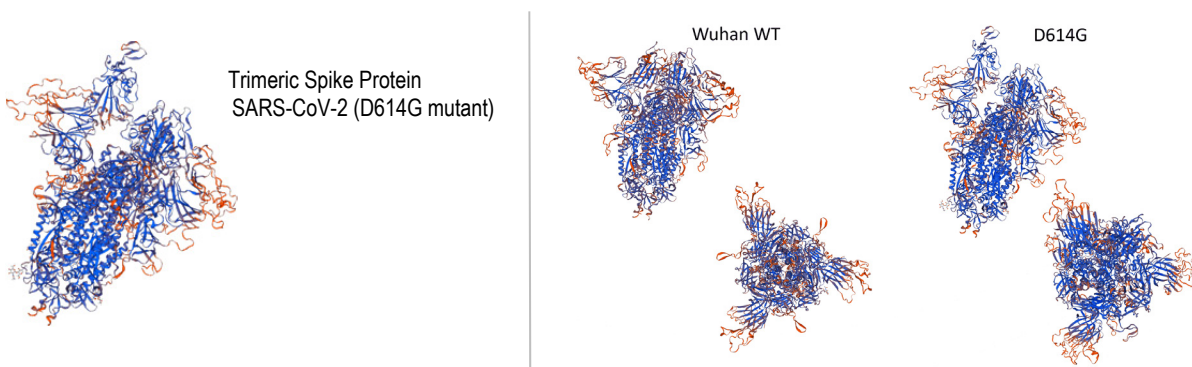 Trimeric Spike Protein
SARS-CoV-2 (D614G mutant)
Wuhan WT
D614G